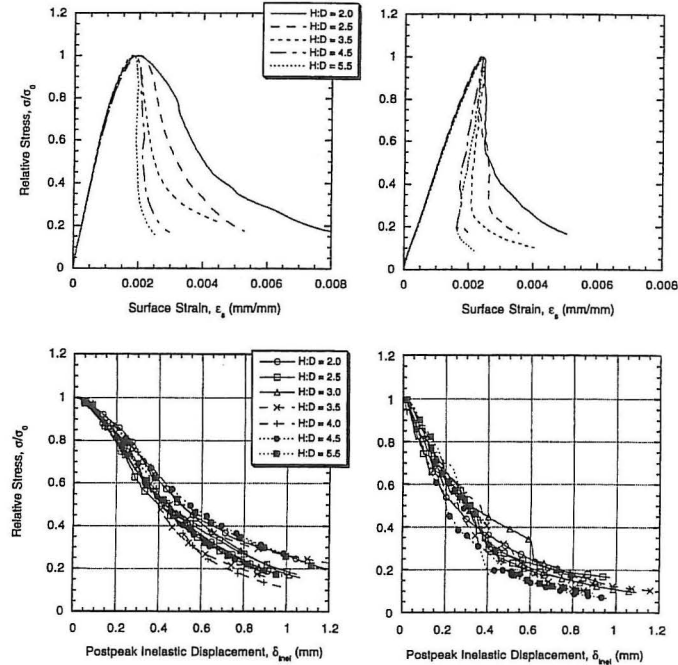 1.2
1
0.8
0.6
0.4
0.2
0
Relative Stress, σ/σ₀
0 0.002 0.004 0.006 0.008
Surface Strain, εs (mm/mm)
H:D = 2.0
H:D = 2.5
H:D = 3.5
H:D = 4.5
H:D = 5.5
1.2
1
0.8
0.6
0.4
0.2
0
0 0.002 0.004 0.006 0.008
Surface Strain, εs (mm/mm)
1.2
1
0.8
0.6
0.4
0.2
0
Relative Stress, σ/σ₀
0 0.2 0.4 0.6 0.8 1 1.2
Postpeak Inelastic Displacement, δinel (mm)
H:D = 2.0
H:D = 2.5
H:D = 3.0
H:D = 3.5
H:D = 4.0
H:D = 4.5
H:D = 5.5
1.2
1
0.8
0.6
0.4
0.2
0
0 0.2 0.4 0.6 0.8 1 1.2
Postpeak Inelastic Displacement, δinel (mm)